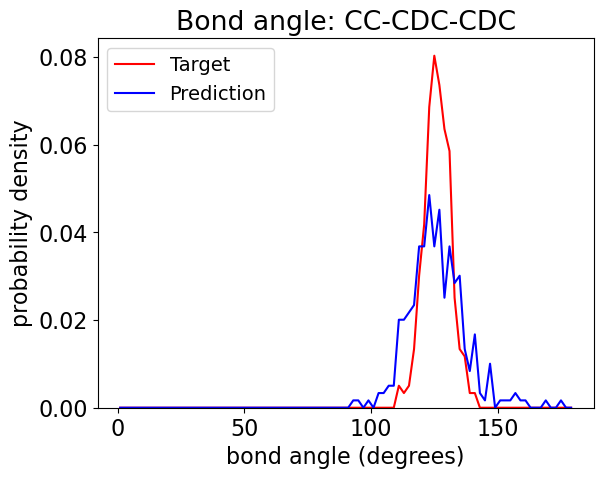 Bond angle: CC-CDC-CDC
Target
Prediction
probability density
0.08
0.06
0.04
0.02
0.00
0 50 100 150
bond angle (degrees)